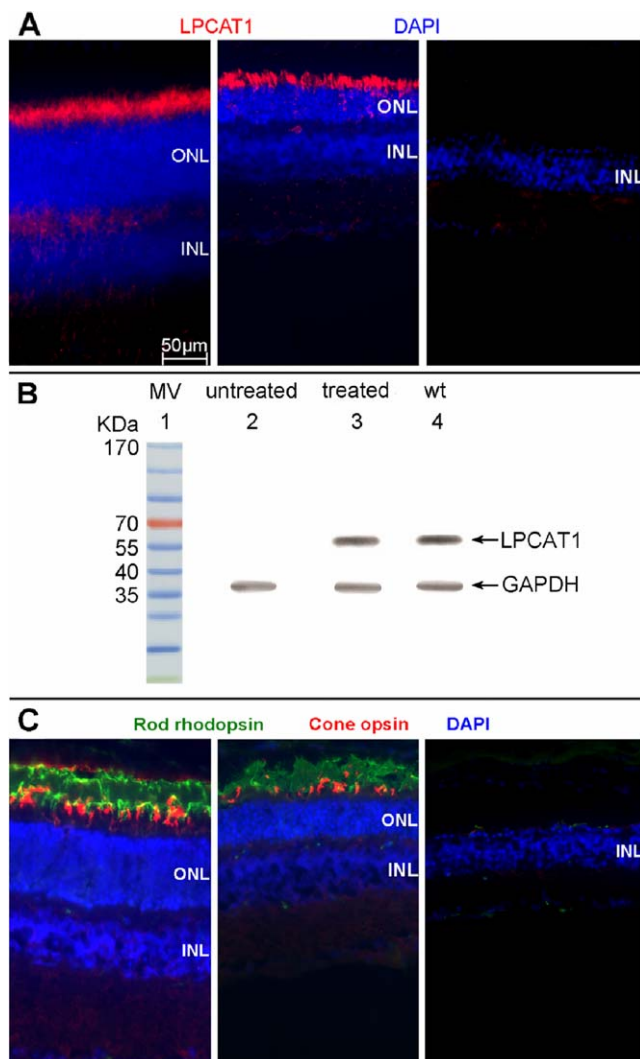 A LPCAT1 DAPI
ONL
INL
50µm
ONL
INL
INL
B MV untreated treated wt
KDa 1 2 3 4
170
70
55
40
35
LPCAT1
GAPDH
C Rod rhodopsin Cone opsin DAPI
ONL
INL
ONL
INL
INL